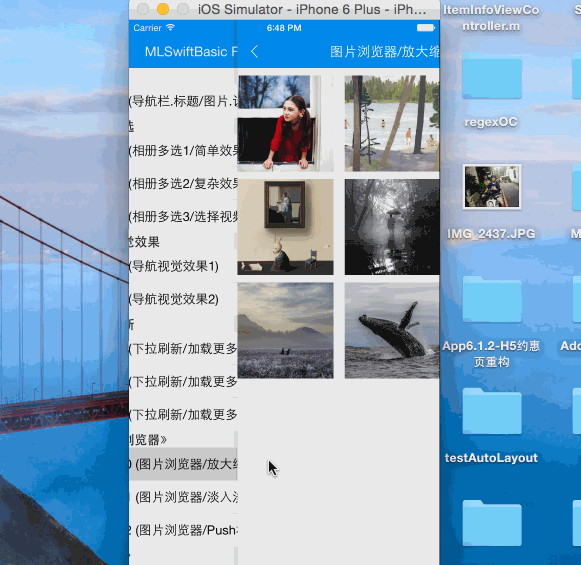 iOS Simulator - iPhone 6 Plus - iPh...
Carrier
6:48 PM
MLSwiftBasic
图片浏览器/放大缩
(导航栏.标题/图片.
选
(相册多选1/简单效果
(相册多选2/复杂效果
(相册多选3/选择视频
觉效果
(导航视觉效果1)
(导航视觉效果2)
新
(下拉刷新/加载更多
(下拉刷新/加载更多
(下拉刷新/加载更多
浏览器》
(图片浏览器/放大缩
(图片浏览器/淡入淡
(图片浏览器/Push
ItemInfoViewCo
ntroller.m
regexOC
IMG_2437.JPG
App6.1.2-H5约惠
页重构
testAutoLayout